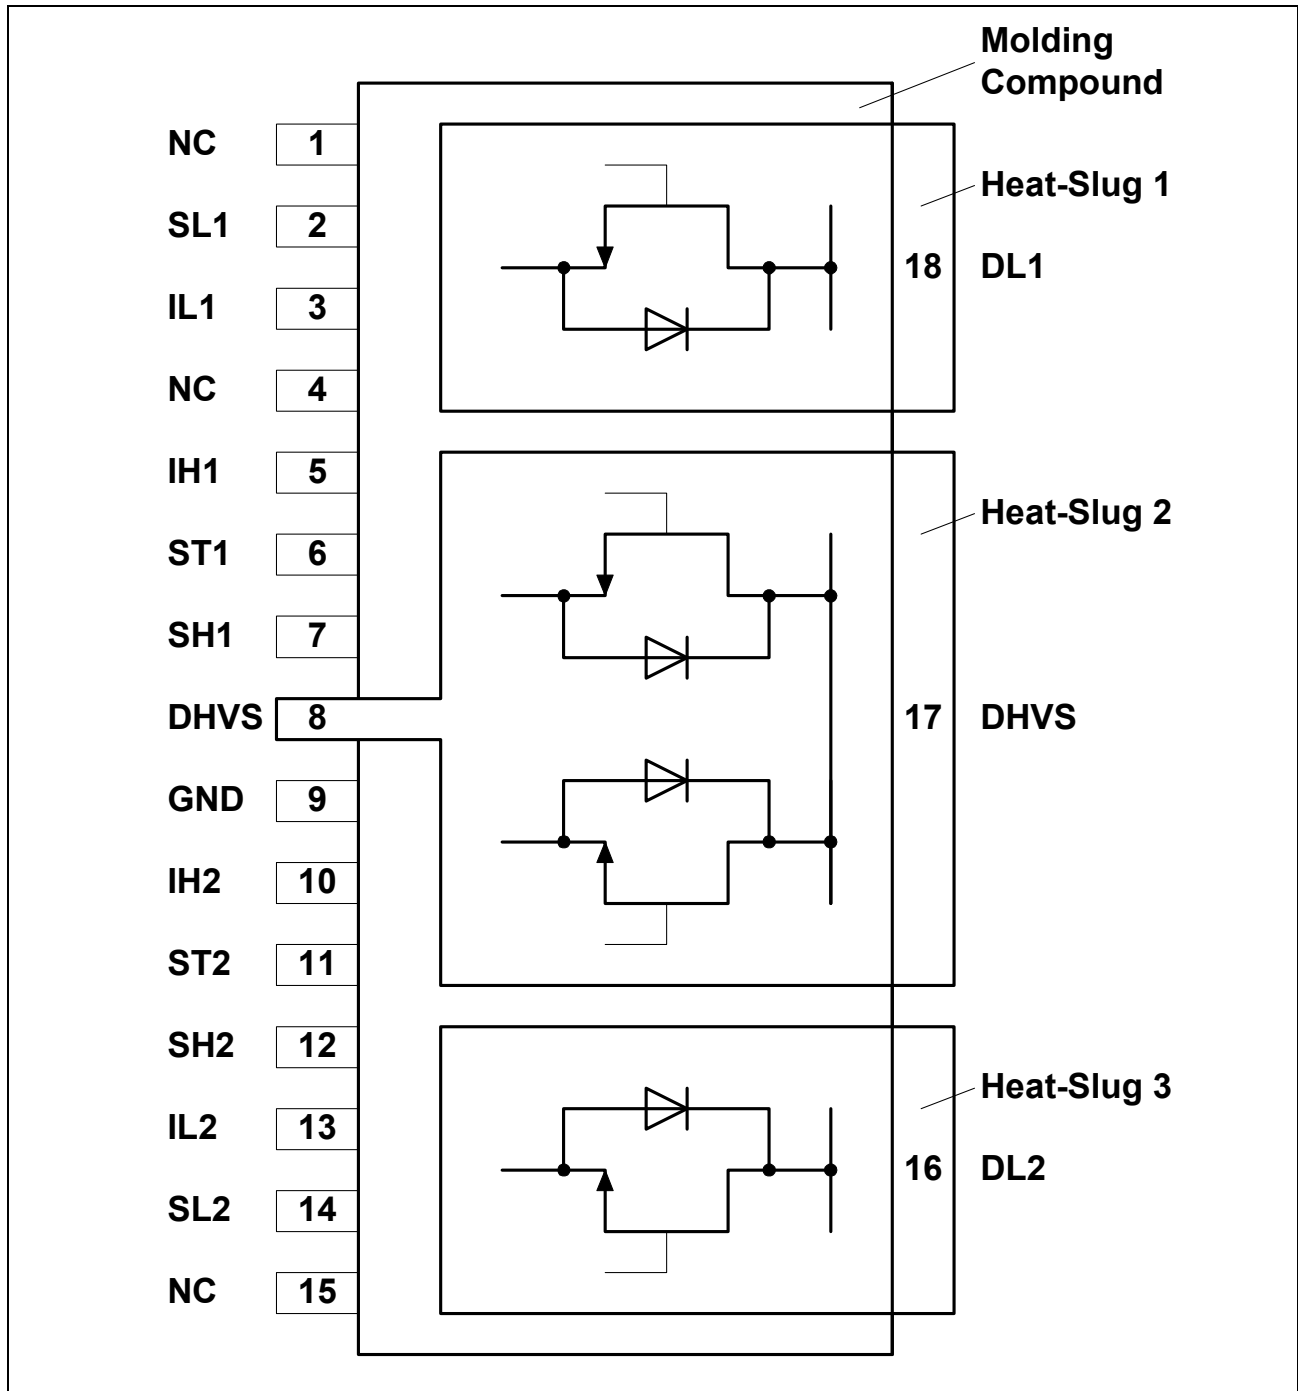 Molding
Compound
NC 1
Heat-Slug 1
SL1 2
18 DL1
IL1 3
NC 4
IH1 5
Heat-Slug 2
ST1 6
SH1 7
DHVS 8
17 DHVS
GND 9
IH2 10
ST2 11
SH2 12
Heat-Slug 3
IL2 13
16 DL2
SL2 14
NC 15